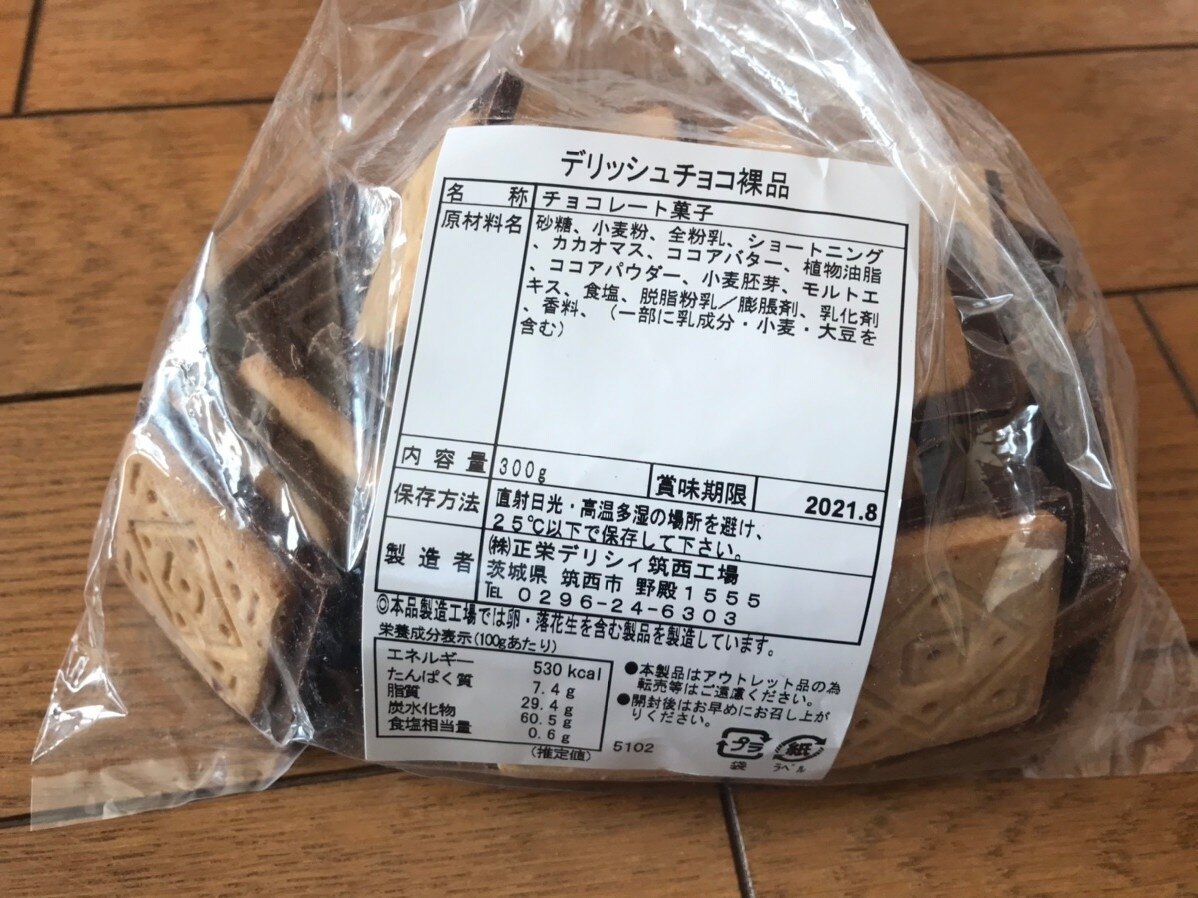 デリッシュチョコ裸品
名称 チョコレート菓子
原材料名 砂糖、小麦粉、全粉乳、ショートニング
、カカオマス、ココアバター、植物油脂
、ココアパウダー、小麦胚芽、モルトエ
キス、食塩、脱脂粉乳／膨脹剤、乳化剤
、香料、（一部に乳成分・小麦・大豆を
含む）
内容量 300g 賞味期限 2021.8
保存方法 直射日光・高温多湿の場所を避け、
25℃以下で保存して下さい。
製造者 ㈱正栄デリシィ筑西工場
茨城県 筑西市 野殿1555
℡ 0296-24-6303
◎本品製造工場では卵・落花生を含む製品を製造しています。
栄養成分表示(100gあたり)
エネルギー 530 kcal
たんぱく質 7.4 g
脂質 29.4 g
炭水化物 60.5 g
食塩相当量 0.6 g
(推定値) 5102
●本製品はアウトレット品の為
転売等はご遠慮ください。
●開封後はお早めにお召し上が
りください。
プラ 紙
袋 ﾗﾍﾞﾙ